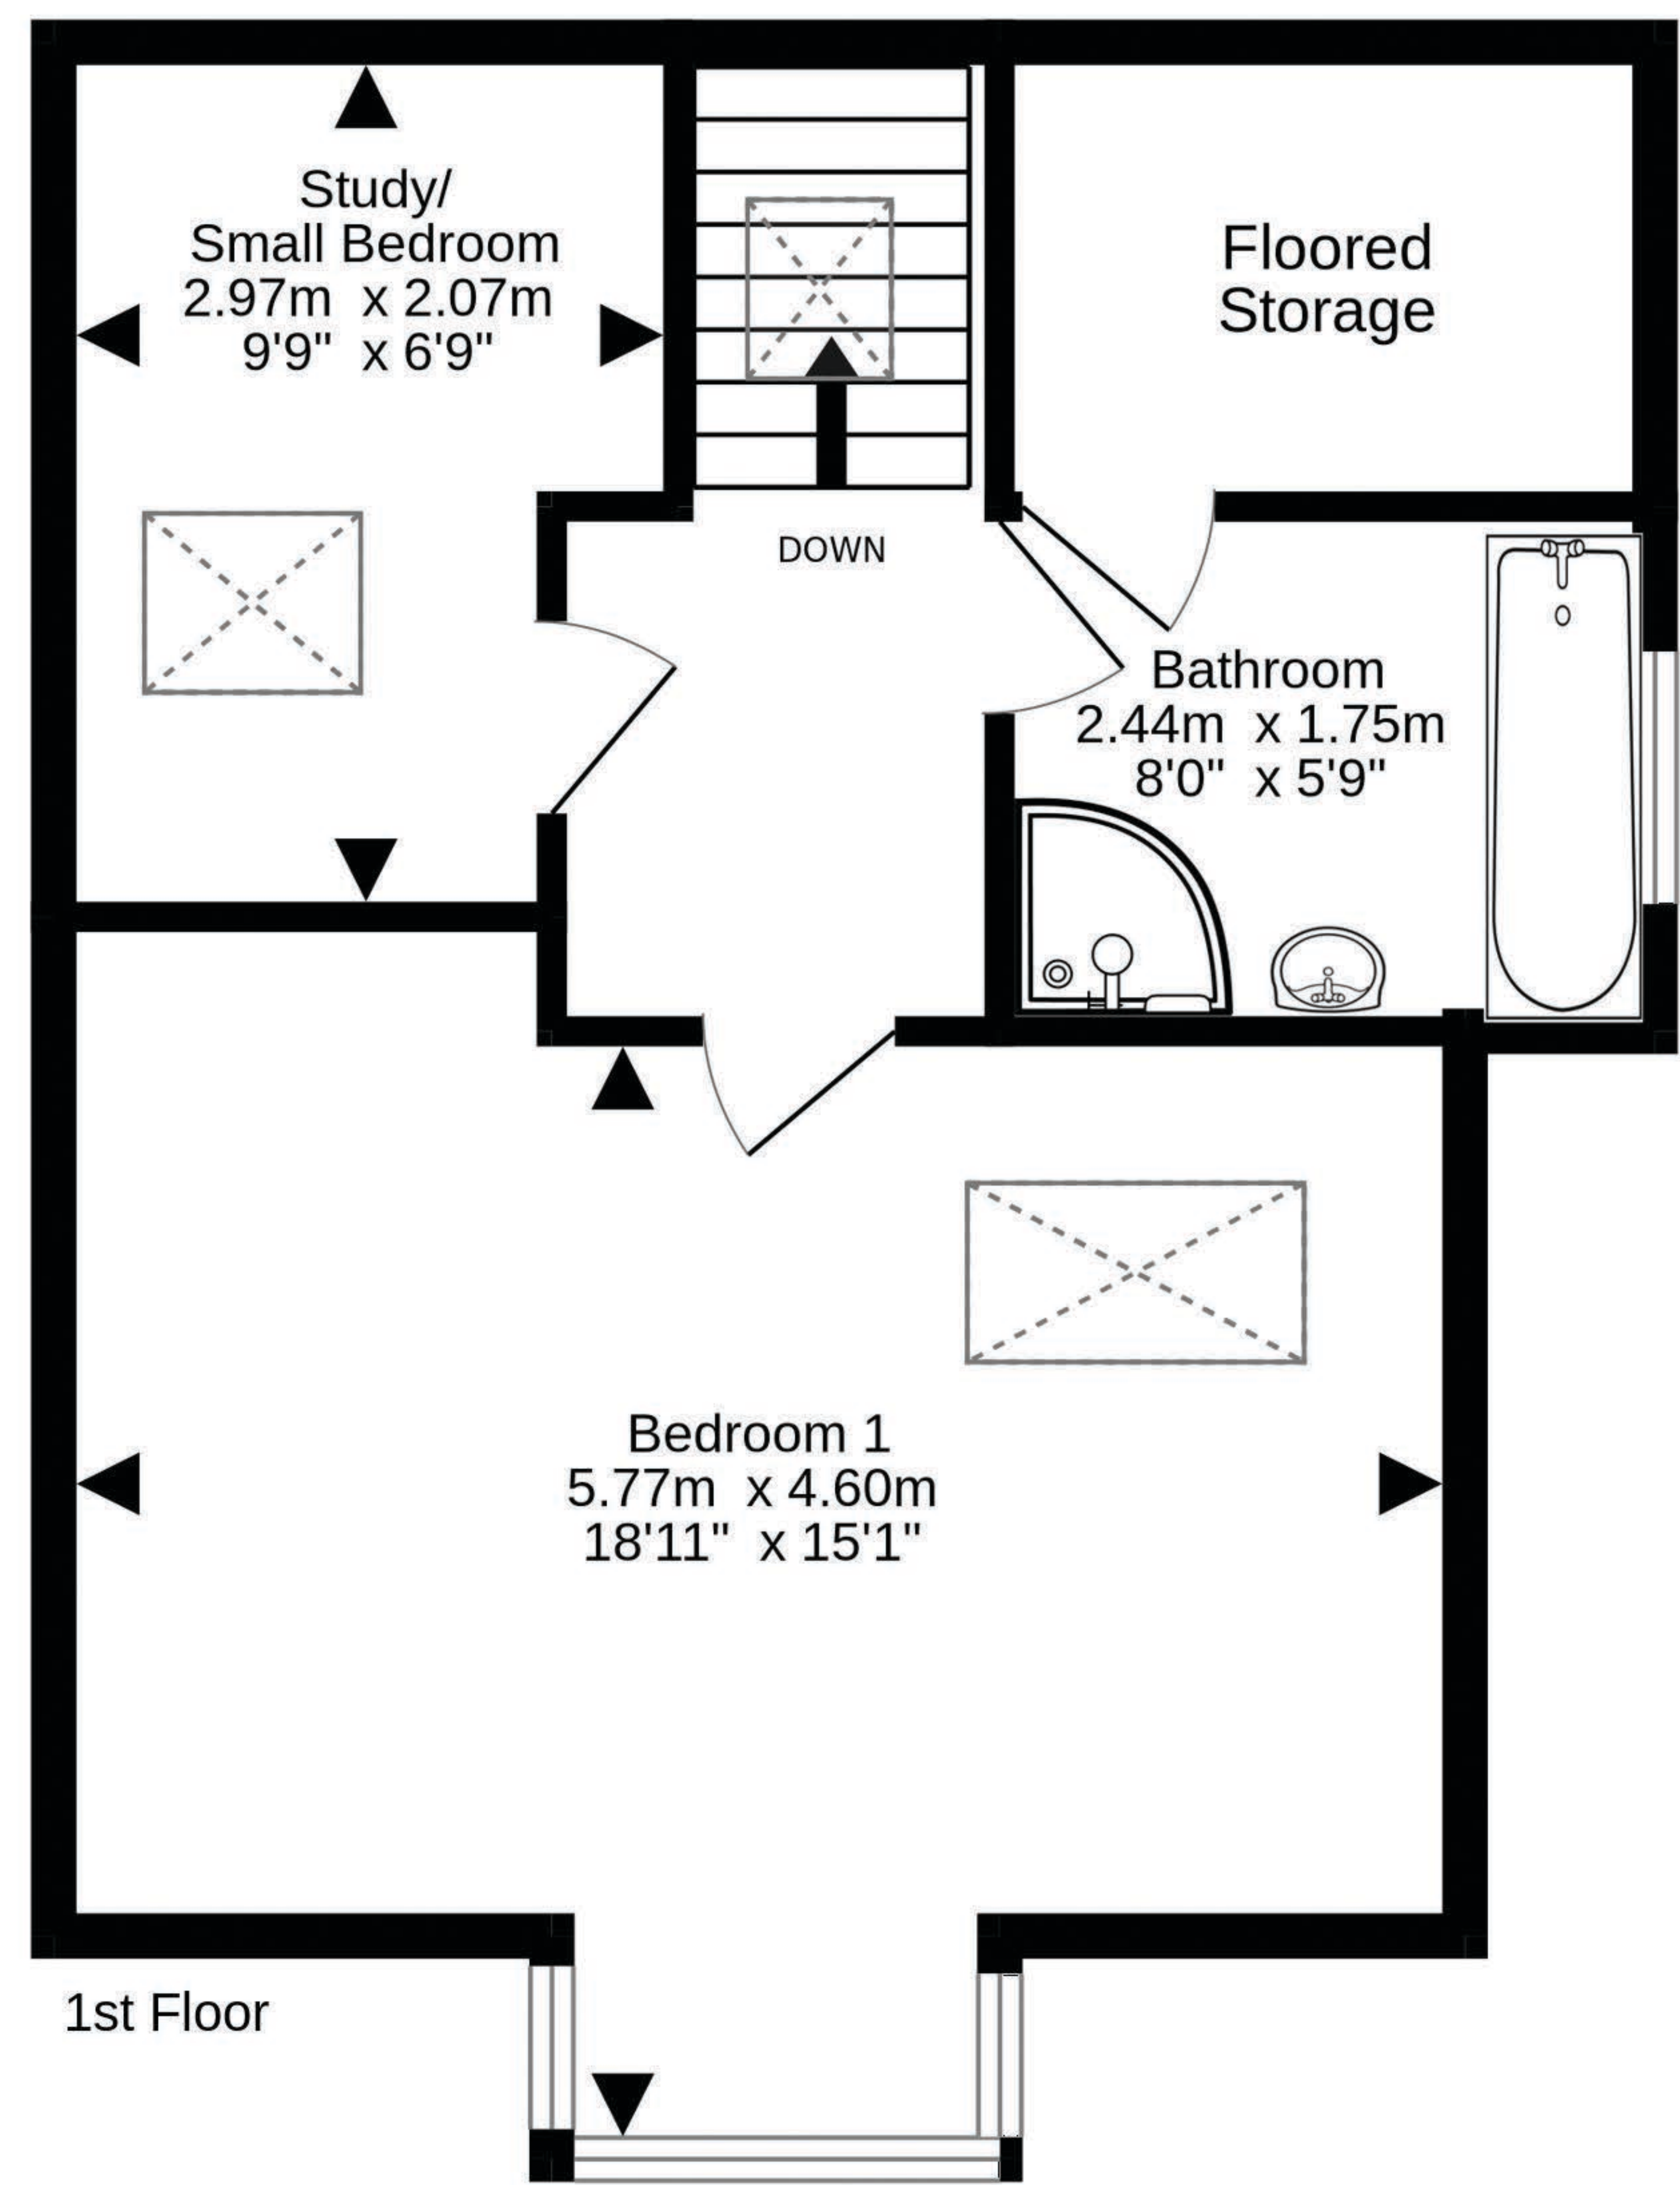 Study/
Small Bedroom
2.97m x 2.07m
9'9" x 6'9"
Floored
Storage
DOWN
Bathroom
2.44m x 1.75m
8'0" x 5'9"
Bedroom 1
5.77m x 4.60m
18'11" x 15'1"
1st Floor